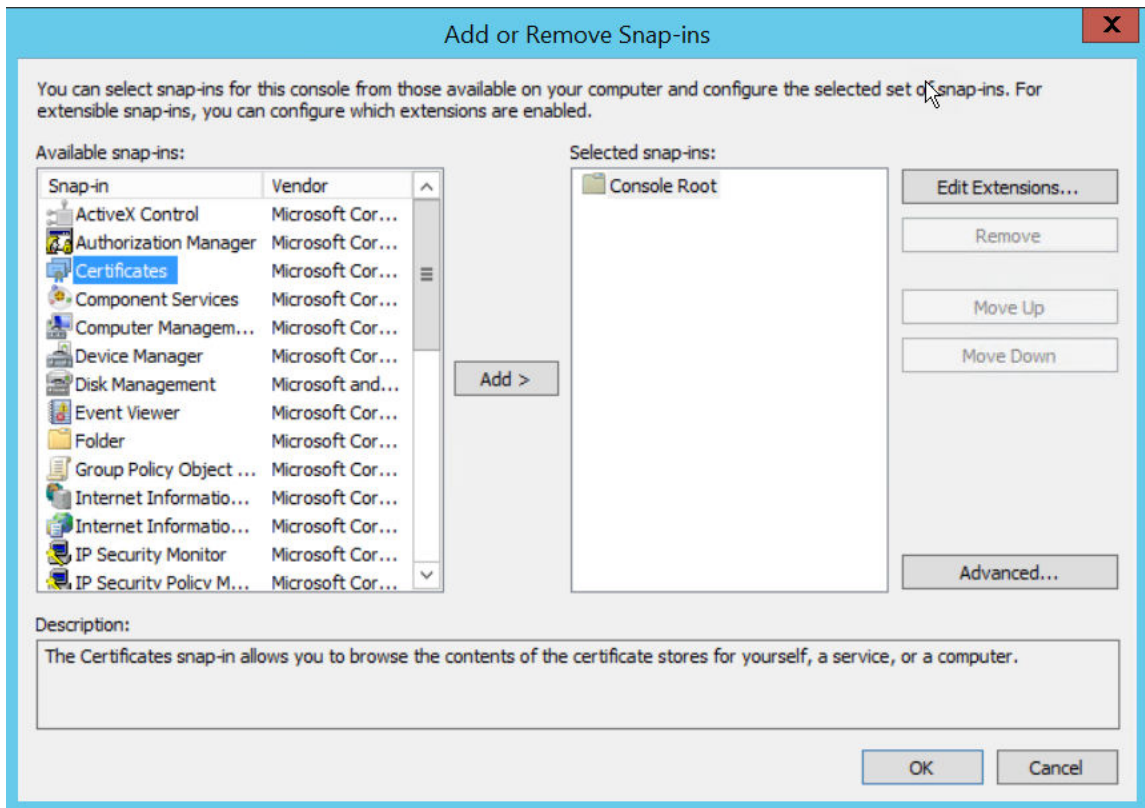 Add or Remove Snap-ins
X
You can select snap-ins for this console from those available on your computer and configure the selected set of snap-ins. For
extensible snap-ins, you can configure which extensions are enabled.
Available snap-ins:
Snap-in Vendor
ActiveX Control Microsoft Cor...
Authorization Manager Microsoft Cor...
Certificates Microsoft Cor...
Component Services Microsoft Cor...
Computer Managem... Microsoft Cor...
Device Manager Microsoft Cor...
Disk Management Microsoft and...
Event Viewer Microsoft Cor...
Folder Microsoft Cor...
Group Policy Object ... Microsoft Cor...
Internet Informatio... Microsoft Cor...
Internet Informatio... Microsoft Cor...
IP Security Monitor Microsoft Cor...
IP Security Policy M... Microsoft Cor...
Add >
Selected snap-ins:
Console Root
Edit Extensions...
Remove
Move Up
Move Down
Advanced...
Description:
The Certificates snap-in allows you to browse the contents of the certificate stores for yourself, a service, or a computer.
OK
Cancel